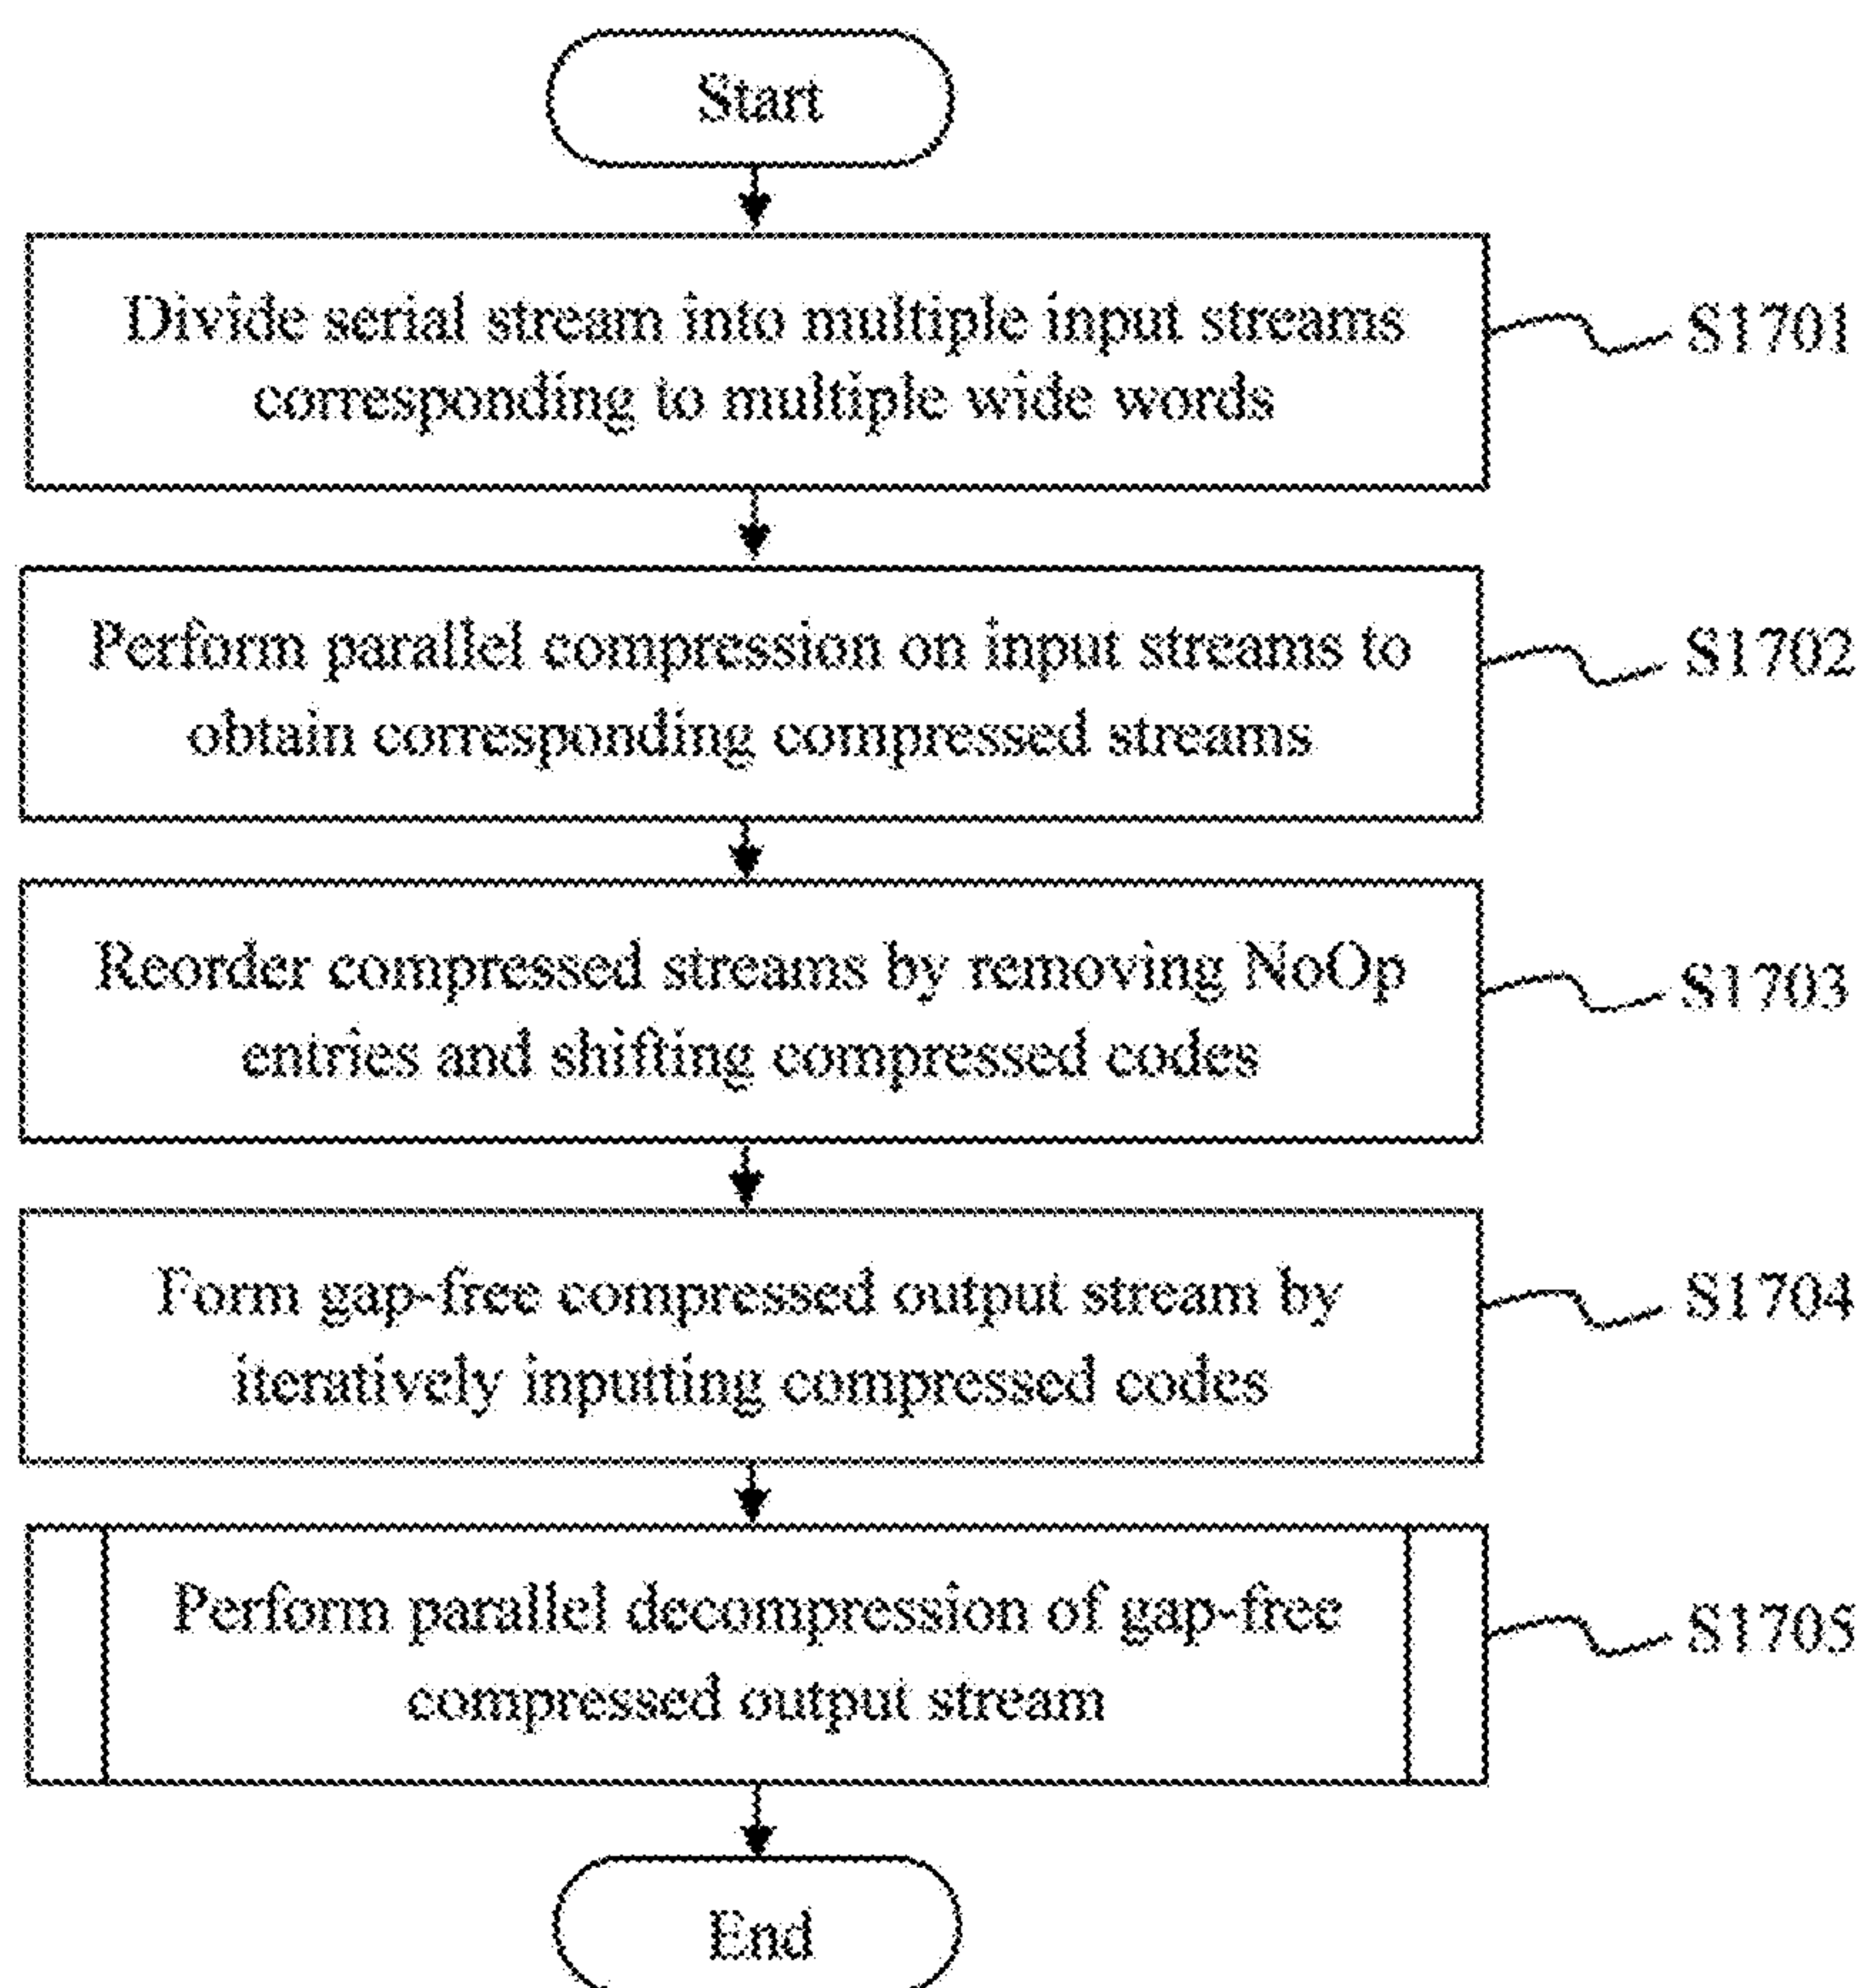 Start
Divide serial stream into multiple input streams
corresponding to multiple wide words
S1701
Perform parallel compression on input streams to
obtain corresponding compressed streams
S1702
Reorder compressed streams by removing NoOp
entries and shifting compressed codes
S1703
Form gap-free compressed output stream by
iteratively inputting compressed codes
S1704
Perform parallel decompression of gap-free
compressed output stream
S1705
End